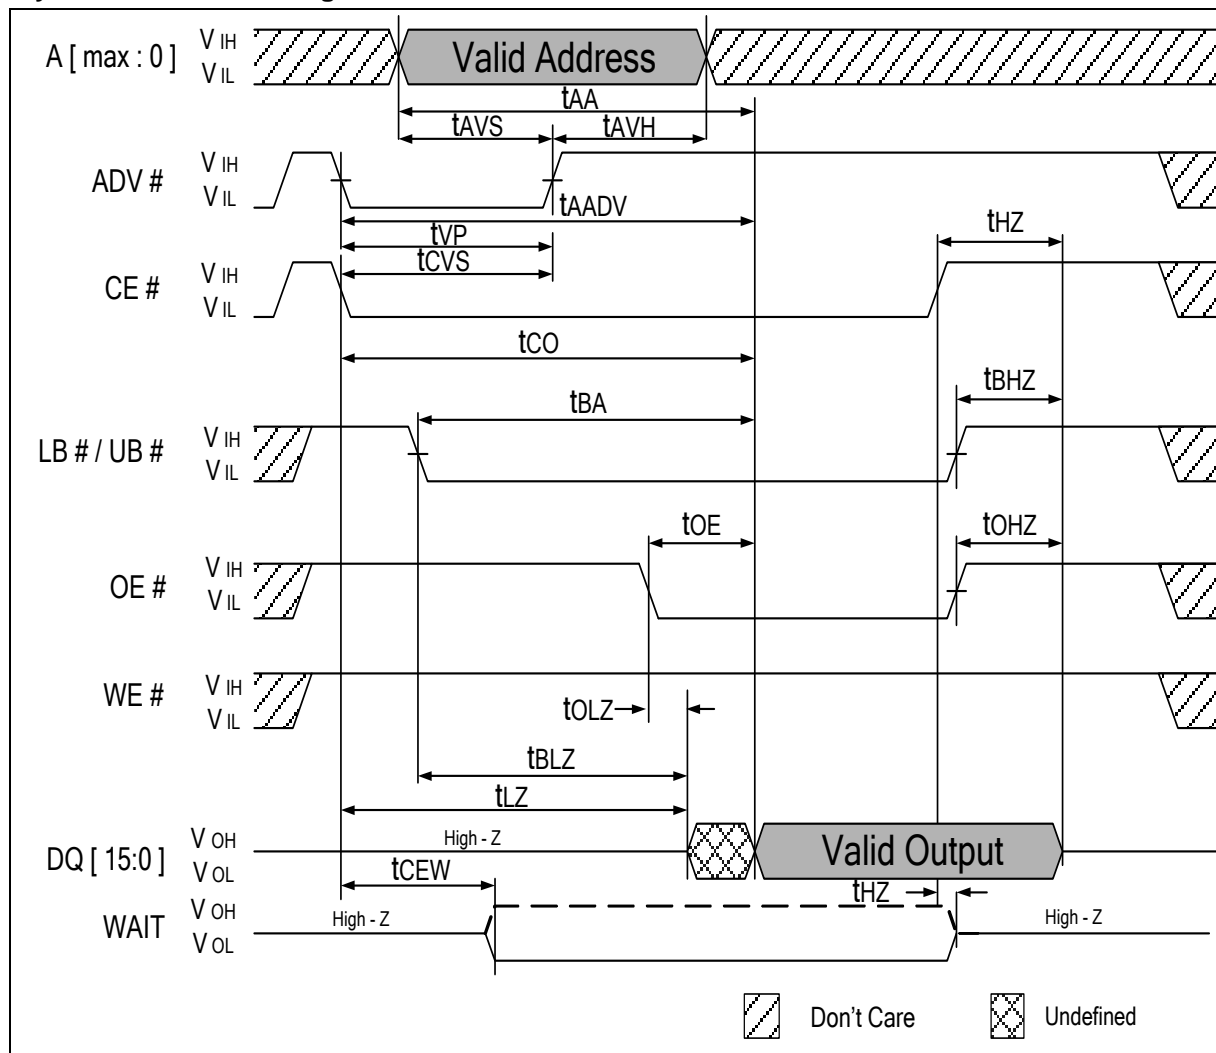 A [ max : 0 ]
V IH
V IL
Valid Address
tAA
tAVS
tAVH
ADV #
V IH
V IL
tAADV
tVP
tCVS
tHZ
CE #
V IH
V IL
tCO
tBA
tBHZ
LB # / UB #
V IH
V IL
tOE
tOHZ
OE #
V IH
V IL
WE #
V IH
V IL
tOLZ
tBLZ
tLZ
DQ [ 15:0 ]
V OH
V OL
High - Z
Valid Output
tCEW
tHZ
WAIT
V OH
V OL
High - Z
High - Z
Don't Care
Undefined